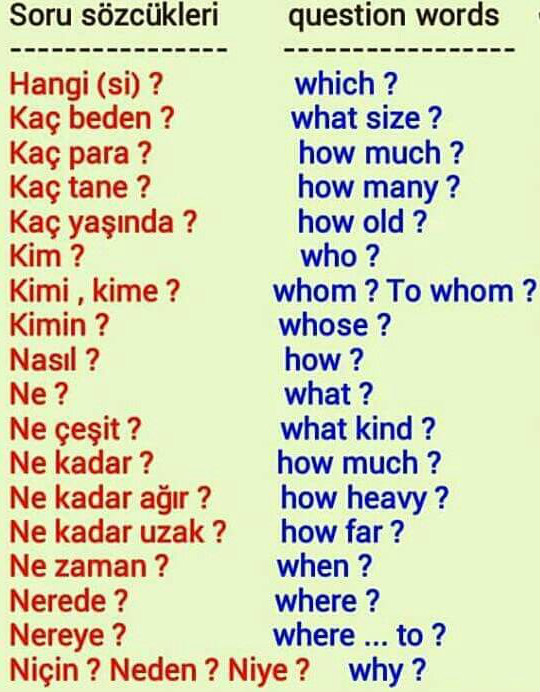 Soru sözcükleri question words
---------------- -----------------
Hangi (si) ? which ?
Kaç beden ? what size ?
Kaç para ? how much ?
Kaç tane ? how many ?
Kaç yaşında ? how old ?
Kim ? who ?
Kimi , kime ? whom ? To whom ?
Kimin ? whose ?
Nasıl ? how ?
Ne ? what ?
Ne çeşit ? what kind ?
Ne kadar ? how much ?
Ne kadar ağır ? how heavy ?
Ne kadar uzak ? how far ?
Ne zaman ? when ?
Nerede ? where ?
Nereye ? where ... to ?
Niçin ? Neden ? Niye ? why ?